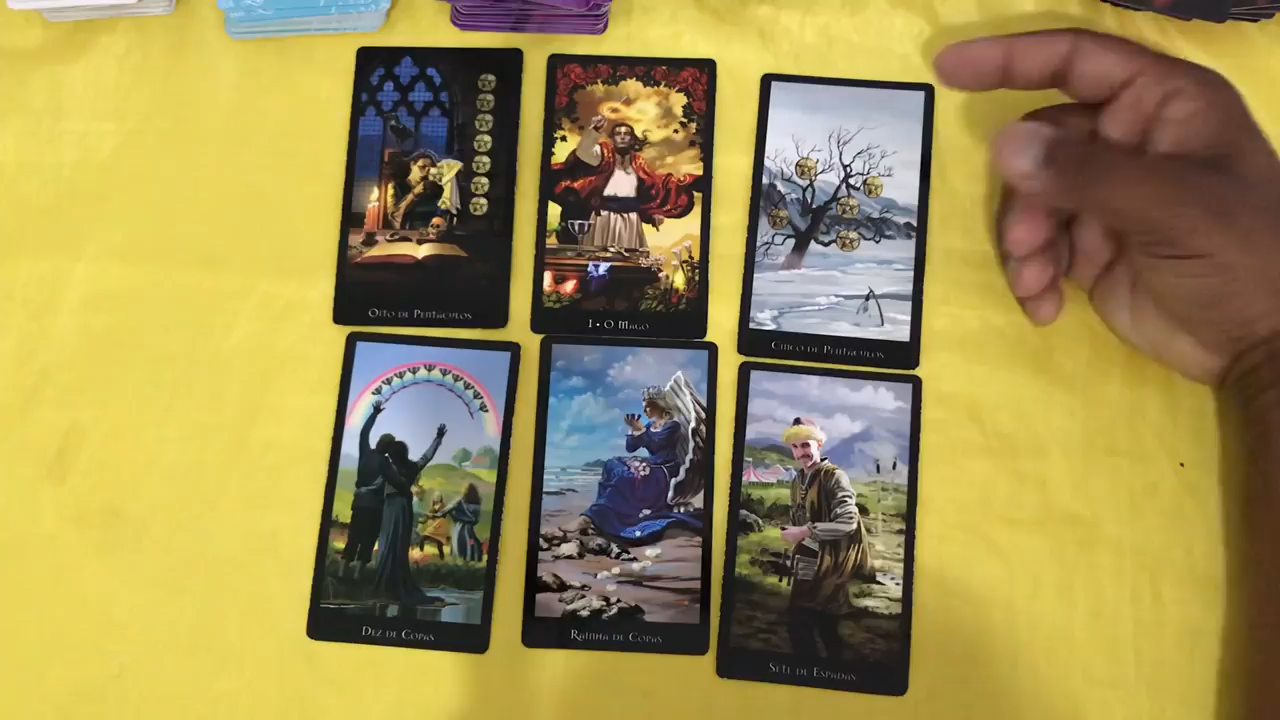 Oito de Pentáculos
I • O Mago
Cinco de Pentáculos
Dez de Copas
Rainha de Copas
Sete de Espadas